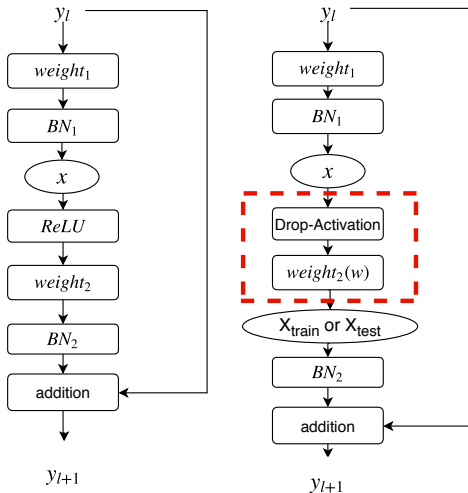 y_l
weight_1
BN_1
x
ReLU
weight_2
BN_2
addition
y_{l+1}
y_l
weight_1
BN_1
x
Drop-Activation
weight_2(w)
X_train or X_test
BN_2
addition
y_{l+1}